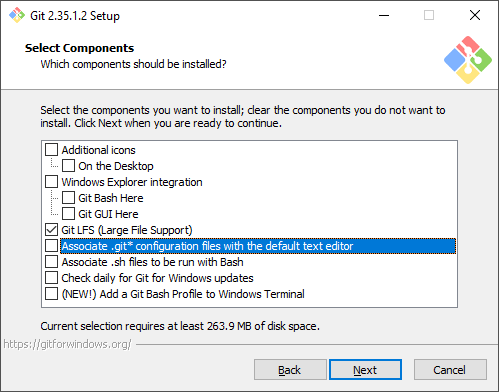 Git 2.35.1.2 Setup
Select Components
Which components should be installed?
Select the components you want to install; clear the components you do not want to
install. Click Next when you are ready to continue.
Additional icons
On the Desktop
Windows Explorer integration
Git Bash Here
Git GUI Here
Git LFS (Large File Support)
Associate .git* configuration files with the default text editor
Associate .sh files to be run with Bash
Check daily for Git for Windows updates
(NEW!) Add a Git Bash Profile to Windows Terminal
Current selection requires at least 263.9 MB of disk space.
https://gitforwindows.org/
Back Next Cancel